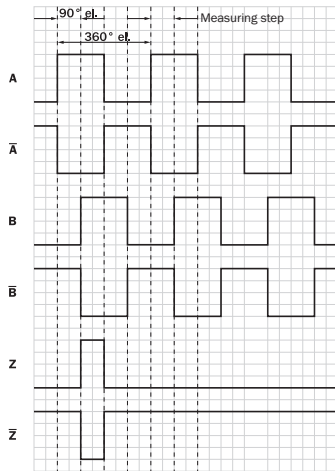 90° el.
Measuring step
360° el.
A
A̅
B
B̅
Z
Z̅